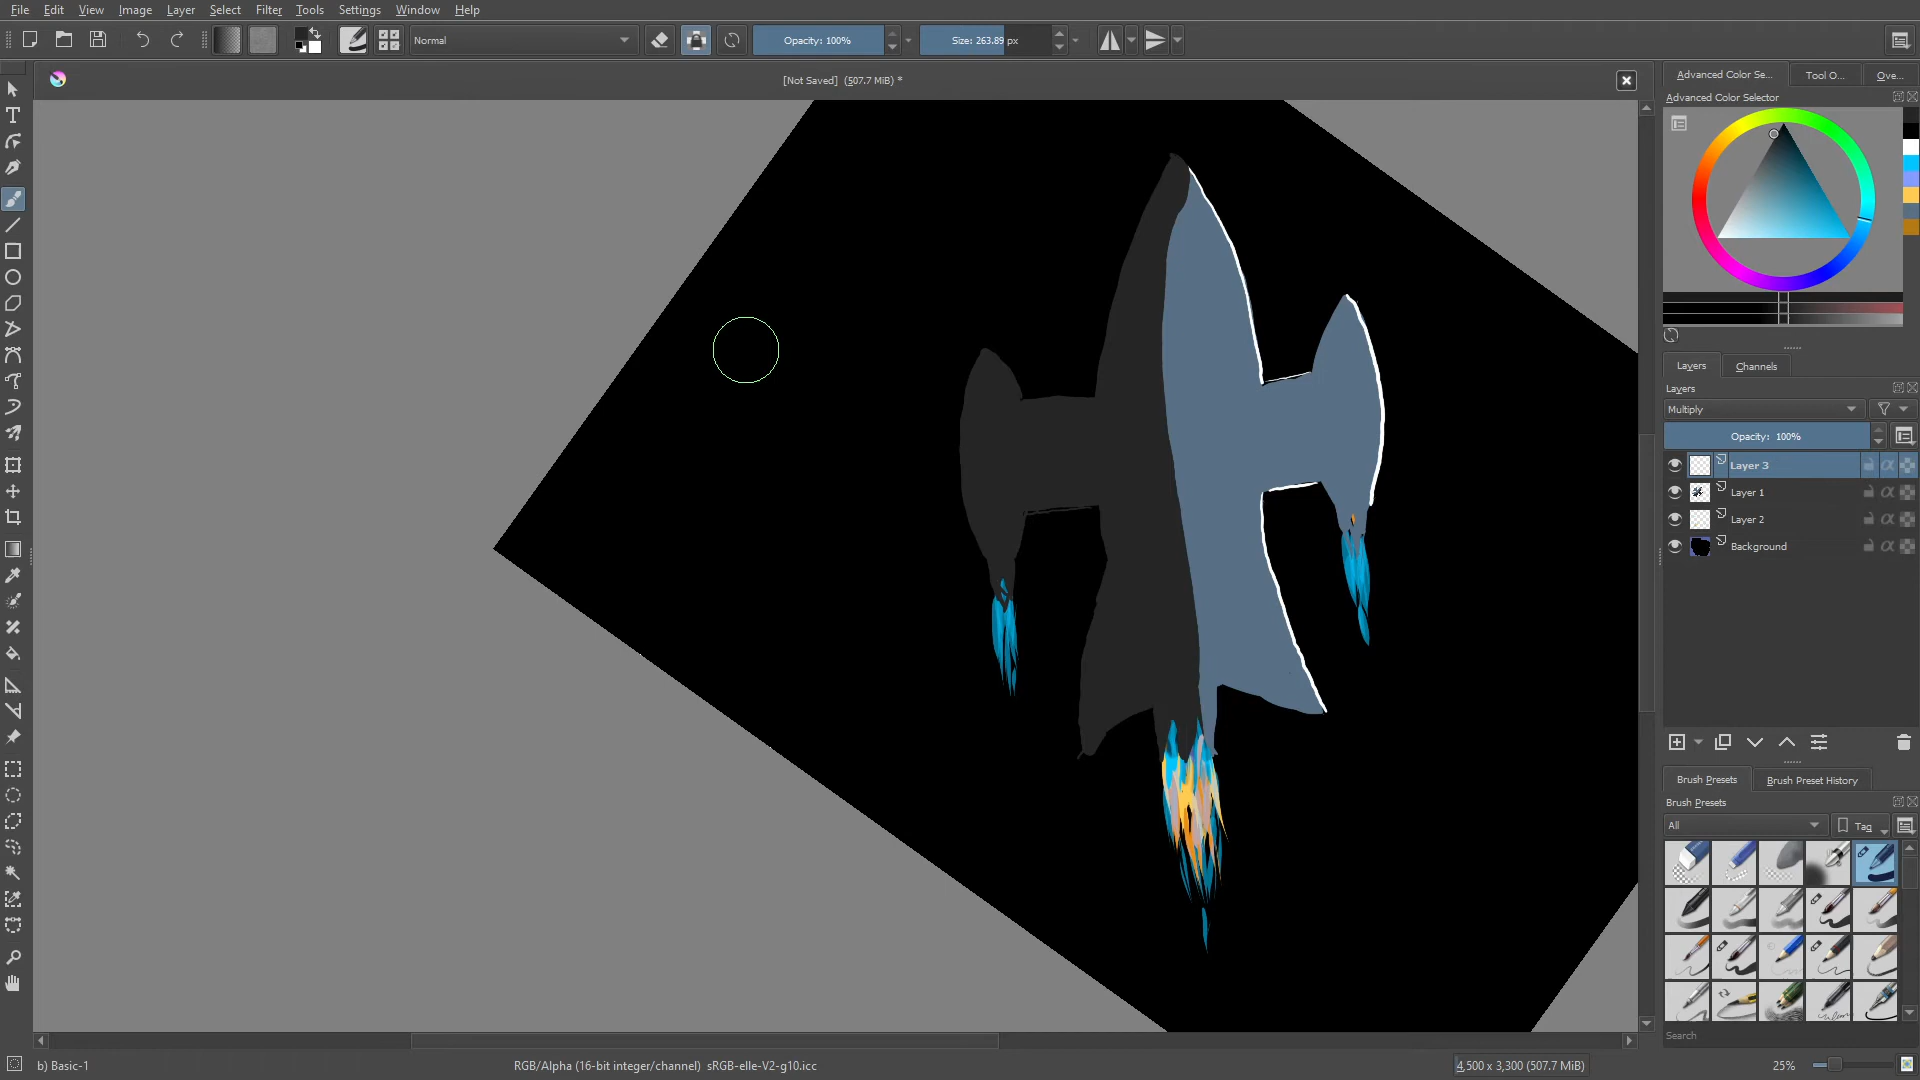 File Edit View Image Layer Select Filter Tools Settings Window Help
Normal Opacity: 100% Size: 263.89 px
[Not Saved] (507.7 MiB) *
Advanced Color Se... Tool O... Ove...
Advanced Color Selector
Layers Channels
Layers
Multiply
Opacity: 100%
Layer 3
Layer 1
Layer 2
Background
Brush Presets Brush Preset History
Brush Presets
All Tag
Search
b) Basic-1 RGB/Alpha (16-bit integer/channel) sRGB-elle-V2-g10.icc 4,500 x 3,300 (507.7 MiB) 25%